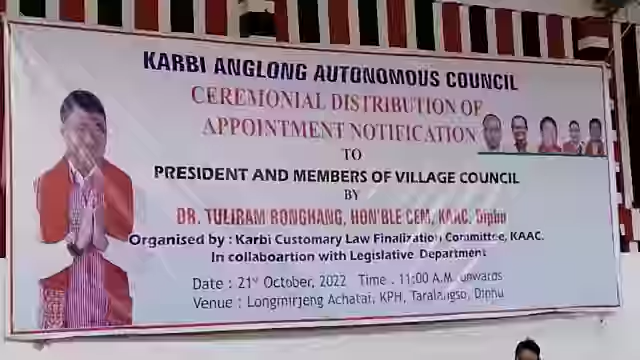 KARBI ANGLONG AUTONOMOUS COUNCIL
CEREMONIAL DISTRIBUTION OF
APPOINTMENT NOTIFICATION
TO
PRESIDENT AND MEMBERS OF VILLAGE COUNCIL
BY
DR. TULIRAM RONGHANG, HON'BLE CEM, KAAC, Diphu
Organised by : Karbi Customary Law Finalization Committee, KAAC.
In collaboartion with Legislative Department
Date : 21st October, 2022 Time : 11:00 A.M. onwards
Venue : Longmirjeng Achatai, KPH, Taralangso, Diphu